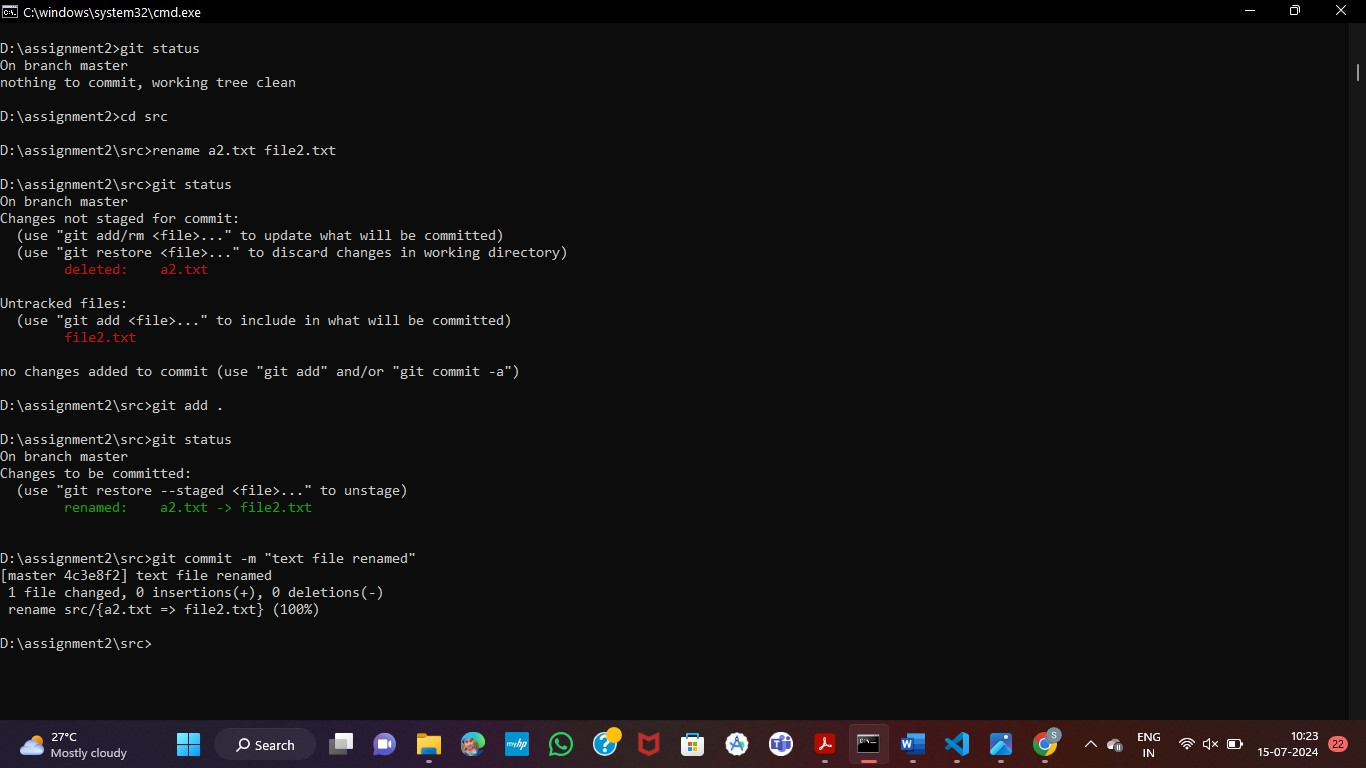 C:\windows\system32\cmd.exe
D:\assignment2>git status
On branch master
nothing to commit, working tree clean
D:\assignment2>cd src
D:\assignment2\src>rename a2.txt file2.txt
D:\assignment2\src>git status
On branch master
Changes not staged for commit:
  (use "git add/rm <file>..." to update what will be committed)
  (use "git restore <file>..." to discard changes in working directory)
        deleted:    a2.txt
Untracked files:
  (use "git add <file>..." to include in what will be committed)
        file2.txt
no changes added to commit (use "git add" and/or "git commit -a")
D:\assignment2\src>git add .
D:\assignment2\src>git status
On branch master
Changes to be committed:
  (use "git restore --staged <file>..." to unstage)
        renamed:    a2.txt -> file2.txt
D:\assignment2\src>git commit -m "text file renamed"
[master 4c3e8f2] text file renamed
 1 file changed, 0 insertions(+), 0 deletions(-)
 rename src/{a2.txt => file2.txt} (100%)
D:\assignment2\src>
27°C
Mostly cloudy
Search
myhp
S
ENG
IN
10:23
15-07-2024
22